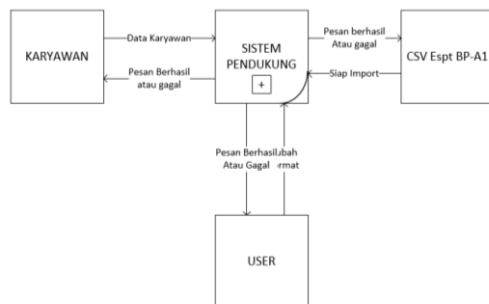 KARYAWAN
Data Karyawan
Pesan Berhasil
atau gagal
SISTEM
PENDUKUNG
+
Pesan berhasil
Atau gagal
Siap Import
CSV Espt BP-A1
Pesan Berhasil
Atau Gagal
USER